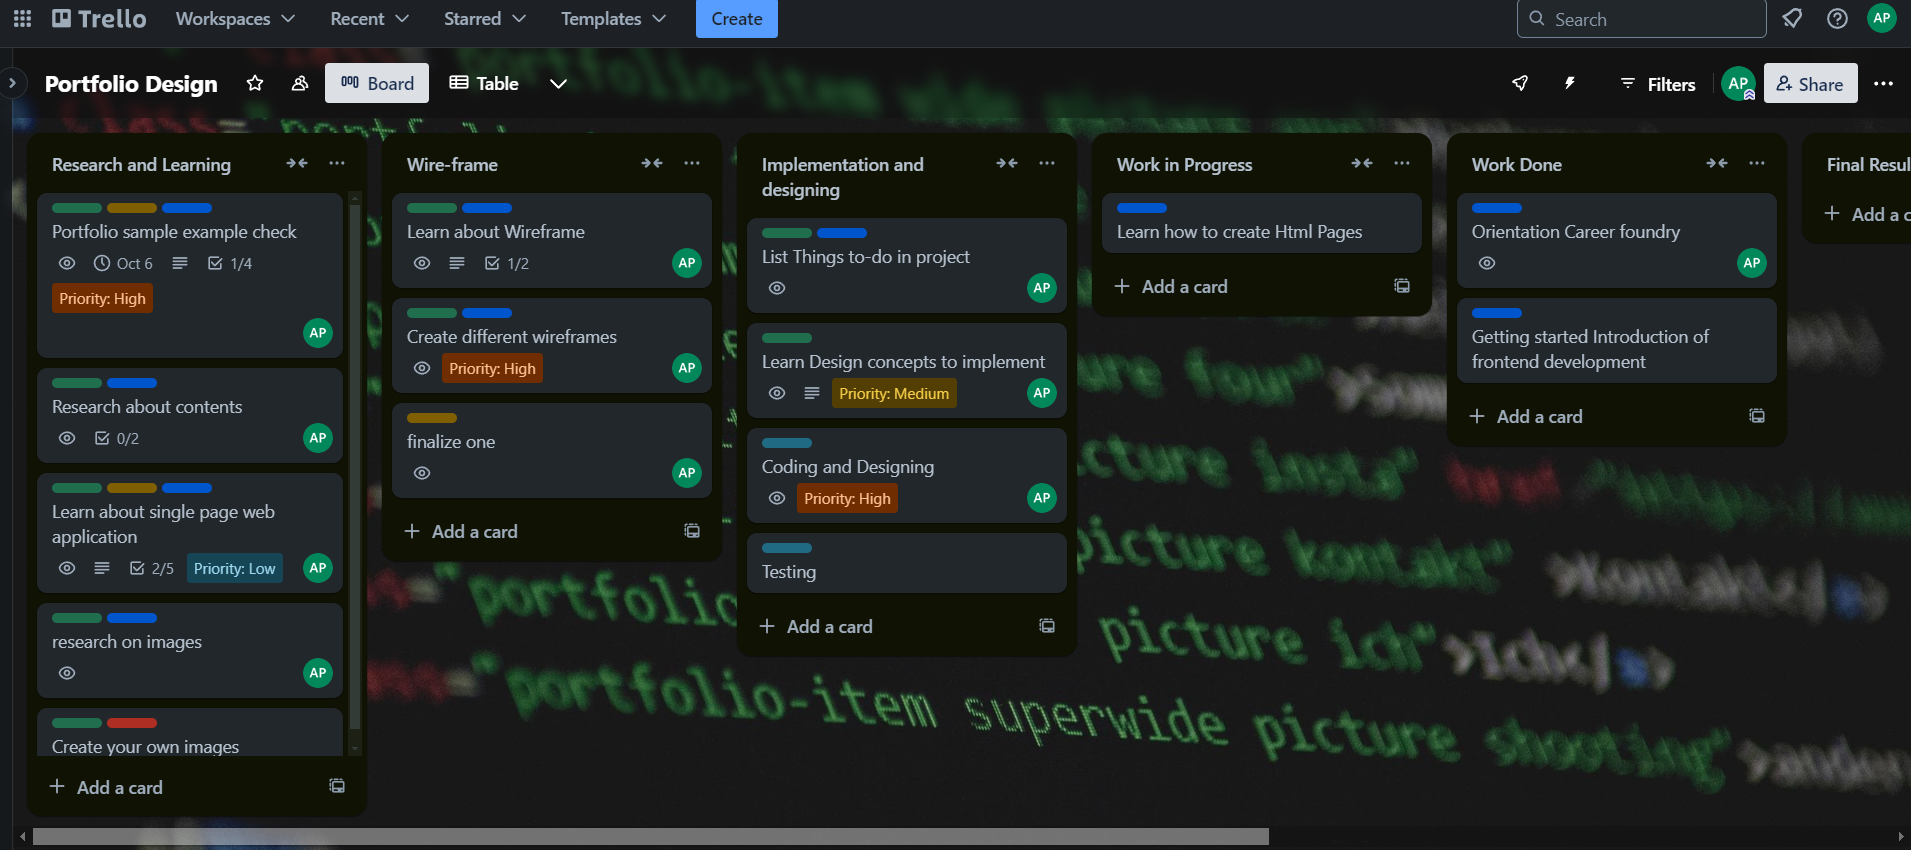 Trello
Workspaces
Recent
Starred
Templates
Create
Search
AP
Portfolio Design
Board
Table
Filters
AP
Share
Research and Learning
Portfolio sample example check
Oct 6
1/4
Priority: High
AP
Research about contents
0/2
AP
Learn about single page web
application
2/5
Priority: Low
AP
research on images
AP
Create your own images
Add a card
Wire-frame
Learn about Wireframe
1/2
AP
Create different wireframes
Priority: High
AP
finalize one
AP
Add a card
Implementation and
designing
List Things to-do in project
AP
Learn Design concepts to implement
Priority: Medium
AP
Coding and Designing
Priority: High
AP
Testing
Add a card
Work in Progress
Learn how to create Html Pages
Add a card
Work Done
Orientation Career foundry
AP
Getting started Introduction of
frontend development
Add a card
Final Resul
Add a c
portfolio-item wide
picture insta"
picture kontakt"
picture ich">Ich</
"portfolio
"portfolio-item superwide picture shooting"